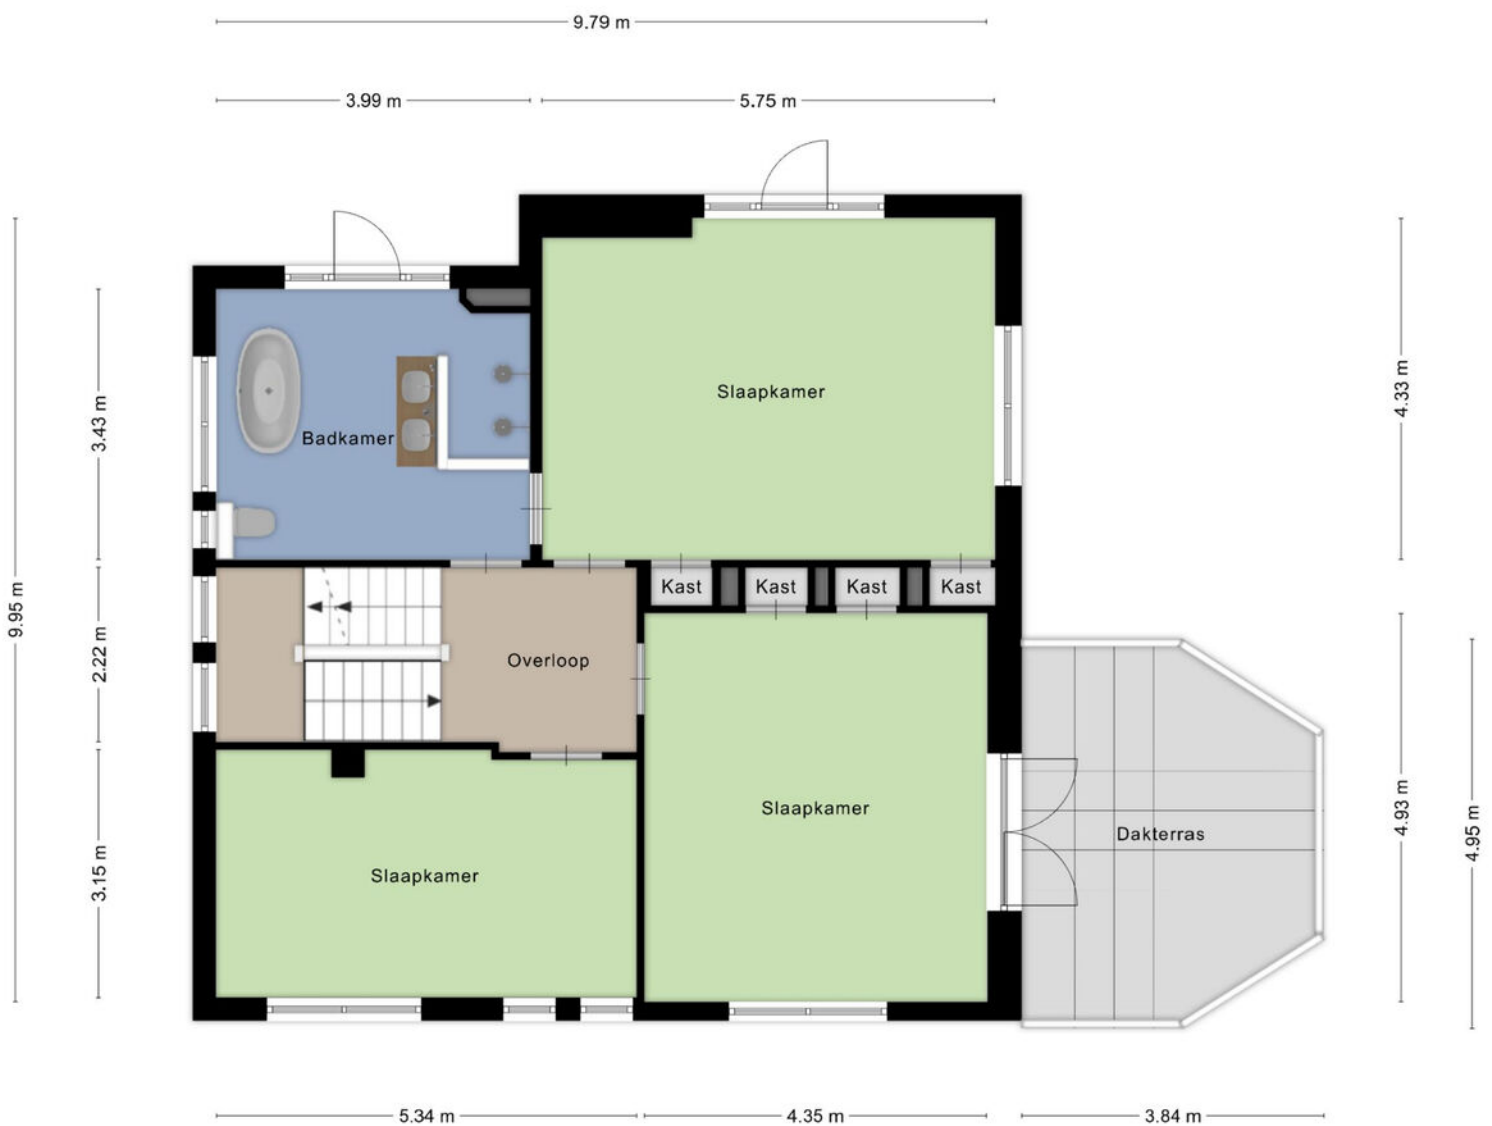 9.79 m
3.99 m
5.75 m
Slaapkamer
4.33 m
3.43 m
Badkamer
Kast
Kast
Kast
Kast
9.95 m
2.22 m
Overloop
Slaapkamer
4.93 m
4.95 m
Dakterras
3.15 m
Slaapkamer
5.34 m
4.35 m
3.84 m